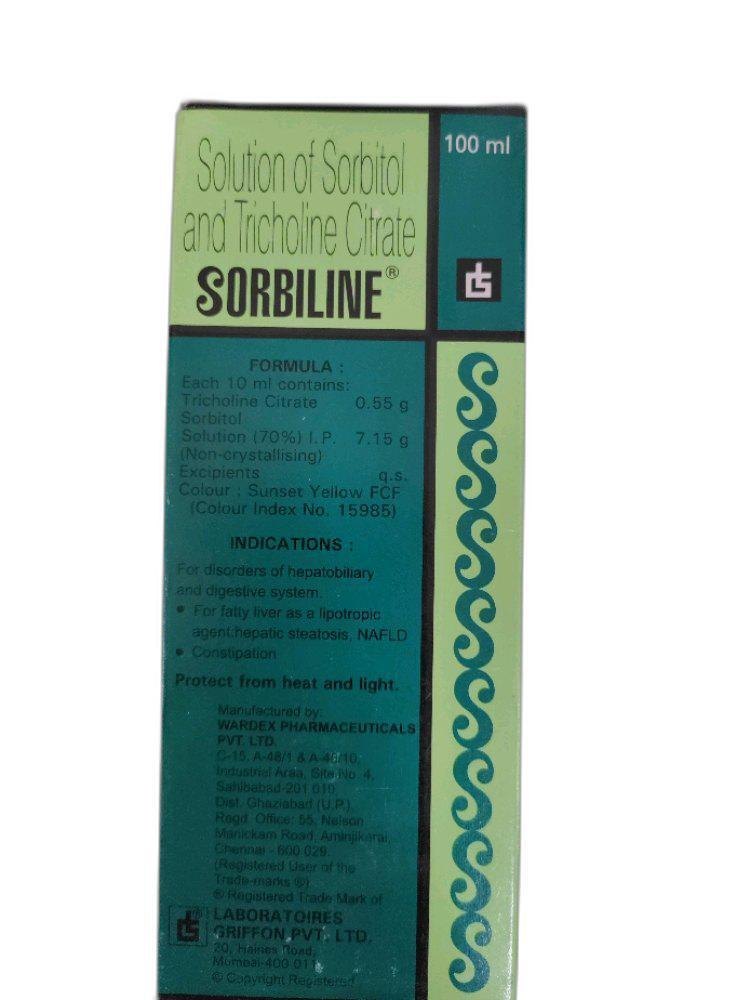 Solution of Sorbitol
and Tricholine Citrate
SORBILINE®
100 ml
FORMULA :
Each 10 ml contains:
Tricholine Citrate 0.55 g
Sorbitol
Solution (70%) I.P. 7.15 g
(Non-crystallising)
Excipients q.s.
Colour : Sunset Yellow FCF
(Colour Index No. 15985)
INDICATIONS :
For disorders of hepatobiliary
and digestive system.
• For fatty liver as a lipotropic
agent:hepatic steatosis, NAFLD
• Constipation
Protect from heat and light.
Manufactured by:
WARDEX PHARMACEUTICALS
PVT. LTD.
C-15, A-48/1 & A-46/10,
Industrial Araa, Site No. 4,
Sahibabad-201 010
Dist. Ghaziabad (U.P.).
Regd. Office: 55, Nelson
Manickam Road, Aminjikarai,
Chennai - 600 029.
(Registered User of the
Trade-marks ®)
® Registered Trade Mark of
LABORATOIRES
GRIFFON PVT. LTD.
20, Haines Road,
Mumbai-400 011
© Copyright Registered